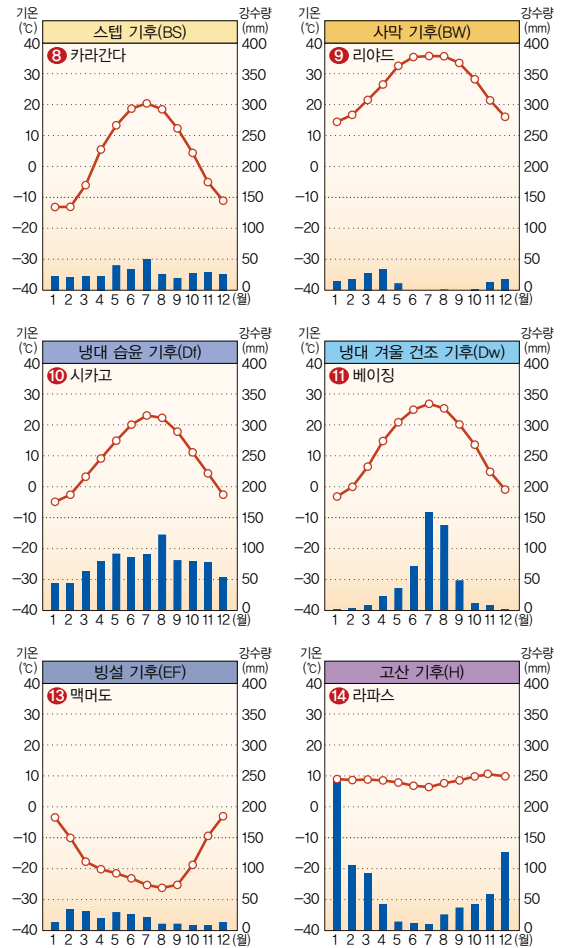 기온 강수량
(℃) 스텝 기후(BS) (mm)
40 400
⑧ 카라간다
30 350
20 300
10 250
0 200
−10 150
−20 100
−30 50
−40 0
1 2 3 4 5 6 7 8 9 10 11 12 (월)
기온 강수량
(℃) 사막 기후(BW) (mm)
40 400
⑨ 리야드
30 350
20 300
10 250
0 200
−10 150
−20 100
−30 50
−40 0
1 2 3 4 5 6 7 8 9 10 11 12 (월)
기온 강수량
(℃) 냉대 습윤 기후(Df) (mm)
40 400
⑩ 시카고
30 350
20 300
10 250
0 200
−10 150
−20 100
−30 50
−40 0
1 2 3 4 5 6 7 8 9 10 11 12 (월)
기온 강수량
(℃) 냉대 겨울 건조 기후(Dw) (mm)
40 400
⑪ 베이징
30 350
20 300
10 250
0 200
−10 150
−20 100
−30 50
−40 0
1 2 3 4 5 6 7 8 9 10 11 12 (월)
기온 강수량
(℃) 빙설 기후(EF) (mm)
40 400
⑬ 맥머도
30 350
20 300
10 250
0 200
−10 150
−20 100
−30 50
−40 0
1 2 3 4 5 6 7 8 9 10 11 12 (월)
기온 강수량
(℃) 고산 기후(H) (mm)
40 400
⑭ 라파스
30 350
20 300
10 250
0 200
−10 150
−20 100
−30 50
−40 0
1 2 3 4 5 6 7 8 9 10 11 12 (월)